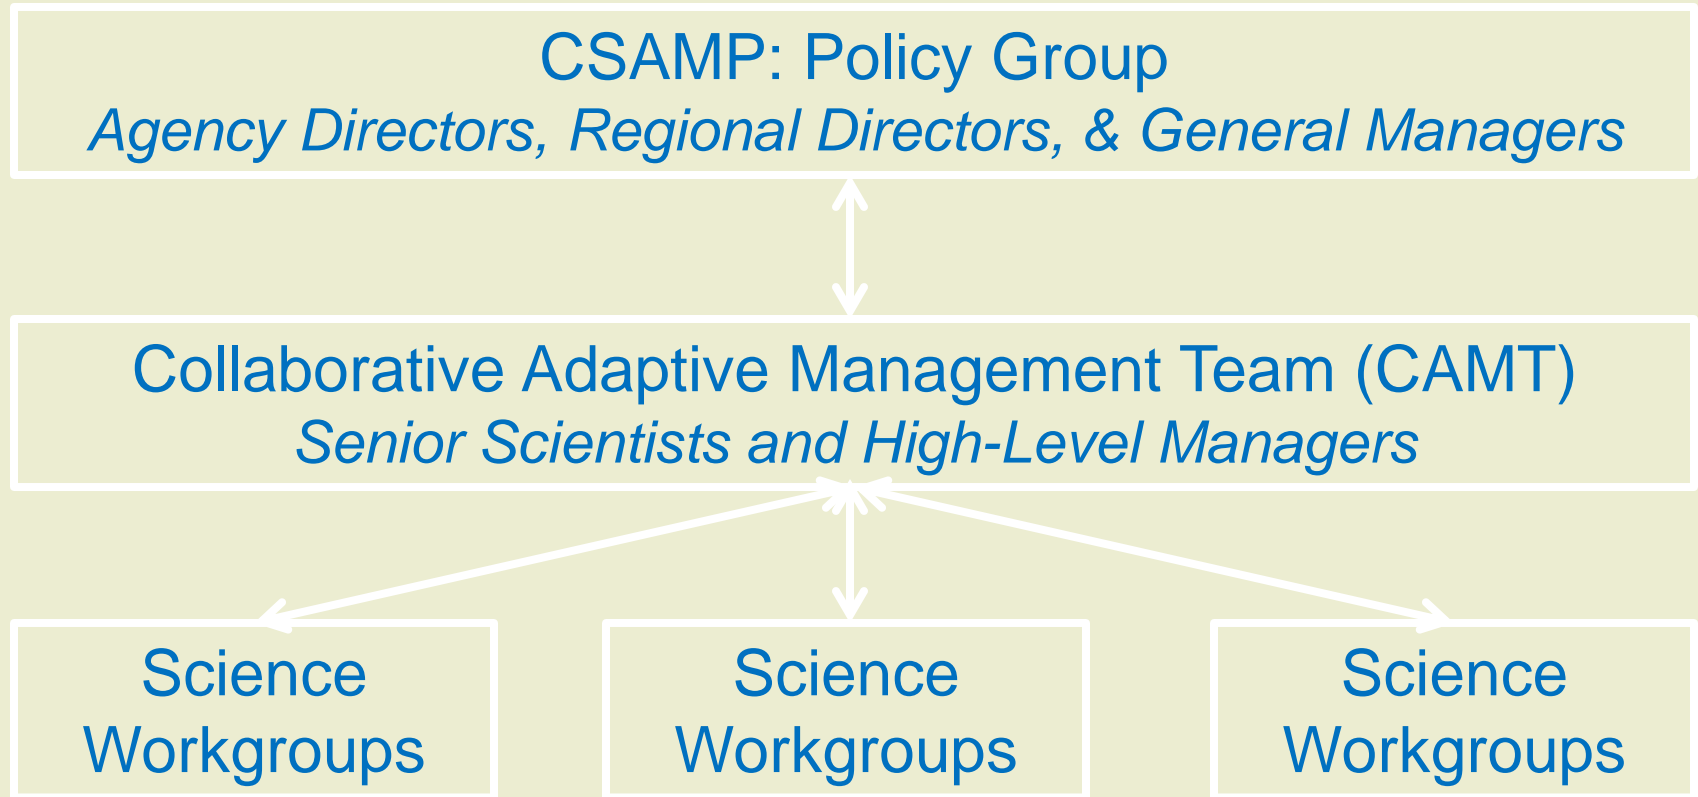 CSAMP: Policy Group
Agency Directors, Regional Directors, & General Managers
Collaborative Adaptive Management Team (CAMT)
Senior Scientists and High-Level Managers
Science
Workgroups
Science
Workgroups
Science
Workgroups